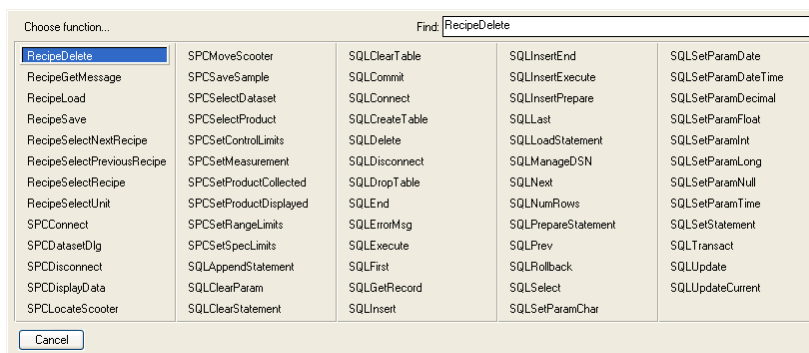 Choose function...
Find: RecipeDelete
RecipeDelete
RecipeGetMessage
RecipeLoad
RecipeSave
RecipeSelectNextRecipe
RecipeSelectPreviousRecipe
RecipeSelectRecipe
RecipeSelectUnit
SPCConnect
SPCDatasetDlg
SPCDisconnect
SPCDisplayData
SPCLocateScooter
SPCMoveScooter
SPCSaveSample
SPCSelectDataset
SPCSelectProduct
SPCSetControlLimits
SPCSetMeasurement
SPCSetProductCollected
SPCSetProductDisplayed
SPCSetRangeLimits
SPCSetSpecLimits
SQLAppendStatement
SQLClearParam
SQLClearStatement
SQLClearTable
SQLCommit
SQLConnect
SQLCreateTable
SQLDelete
SQLDisconnect
SQLDropTable
SQLEnd
SQLErrorMsg
SQLExecute
SQLFirst
SQLGetRecord
SQLInsert
SQLInsertEnd
SQLInsertExecute
SQLInsertPrepare
SQLLast
SQLLoadStatement
SQLManageDSN
SQLNext
SQLNumRows
SQLPrepareStatement
SQLPrev
SQLRollback
SQLSelect
SQLSetParamChar
SQLSetParamDate
SQLSetParamDateTime
SQLSetParamDecimal
SQLSetParamFloat
SQLSetParamInt
SQLSetParamLong
SQLSetParamNull
SQLSetParamTime
SQLSetStatement
SQLTransact
SQLUpdate
SQLUpdateCurrent
Cancel